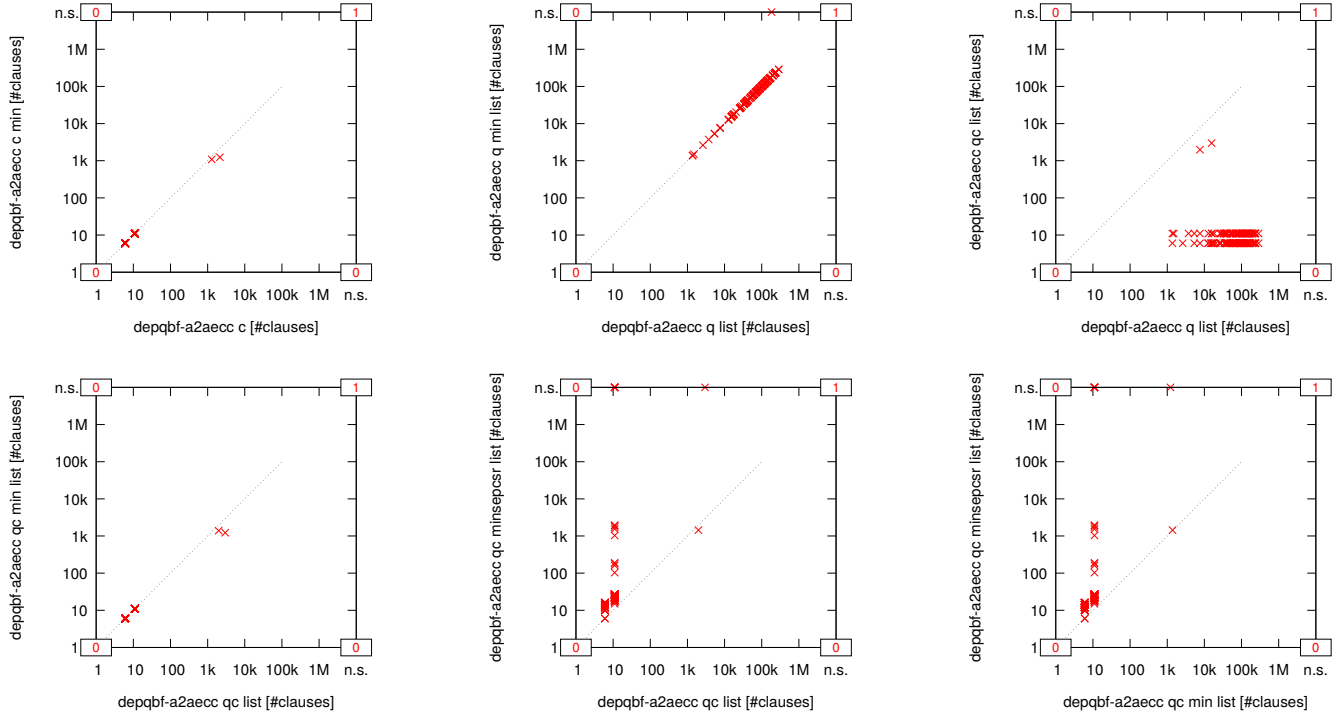 depqbf-a2aecc c min [#clauses]
n.s.
1M
100k
10k
1k
100
10
1
0
1
0
0
1 10 100 1k 10k 100k 1M n.s.
depqbf-a2aecc c [#clauses]
depqbf-a2aecc q min list [#clauses]
n.s.
1M
100k
10k
1k
100
10
1
0
1
0
0
1 10 100 1k 10k 100k 1M n.s.
depqbf-a2aecc q list [#clauses]
depqbf-a2aecc qc list [#clauses]
n.s.
1M
100k
10k
1k
100
10
1
0
1
0
0
1 10 100 1k 10k 100k 1M n.s.
depqbf-a2aecc q list [#clauses]
depqbf-a2aecc qc min list [#clauses]
n.s.
1M
100k
10k
1k
100
10
1
0
1
0
0
1 10 100 1k 10k 100k 1M n.s.
depqbf-a2aecc qc list [#clauses]
depqbf-a2aecc qc minsepcsr list [#clauses]
n.s.
1M
100k
10k
1k
100
10
1
0
1
0
0
1 10 100 1k 10k 100k 1M n.s.
depqbf-a2aecc qc list [#clauses]
depqbf-a2aecc qc minsepcsr list [#clauses]
n.s.
1M
100k
10k
1k
100
10
1
0
1
0
0
1 10 100 1k 10k 100k 1M n.s.
depqbf-a2aecc qc min list [#clauses]